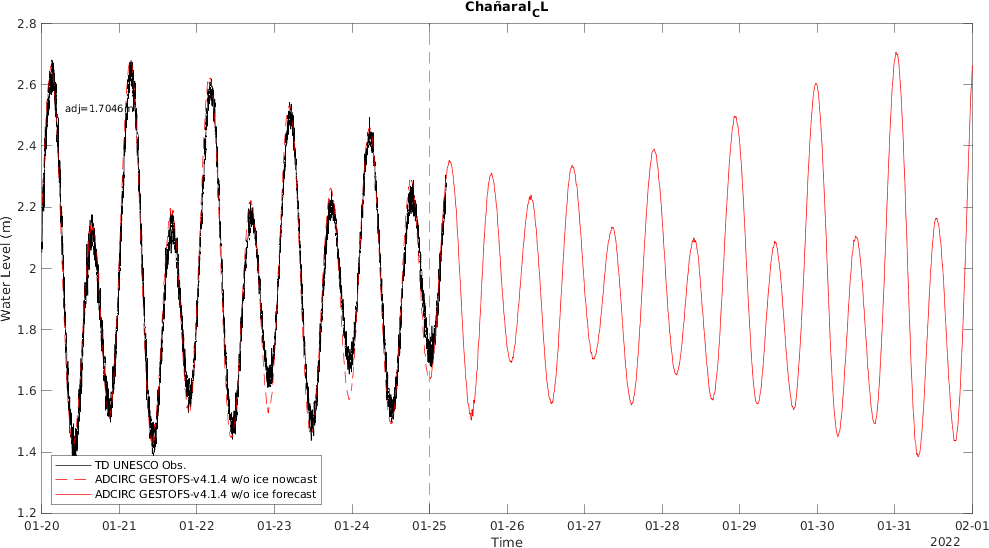 Chañaral_CL
2.8
2.6
2.4
2.2
2
1.8
1.6
1.4
1.2
Water Level (m)
adj=1.7046 m
TD UNESCO Obs.
ADCIRC GESTOFS-v4.1.4 w/o ice nowcast
ADCIRC GESTOFS-v4.1.4 w/o ice forecast
01-20 01-21 01-22 01-23 01-24 01-25 01-26 01-27 01-28 01-29 01-30 01-31 02-01
Time
2022